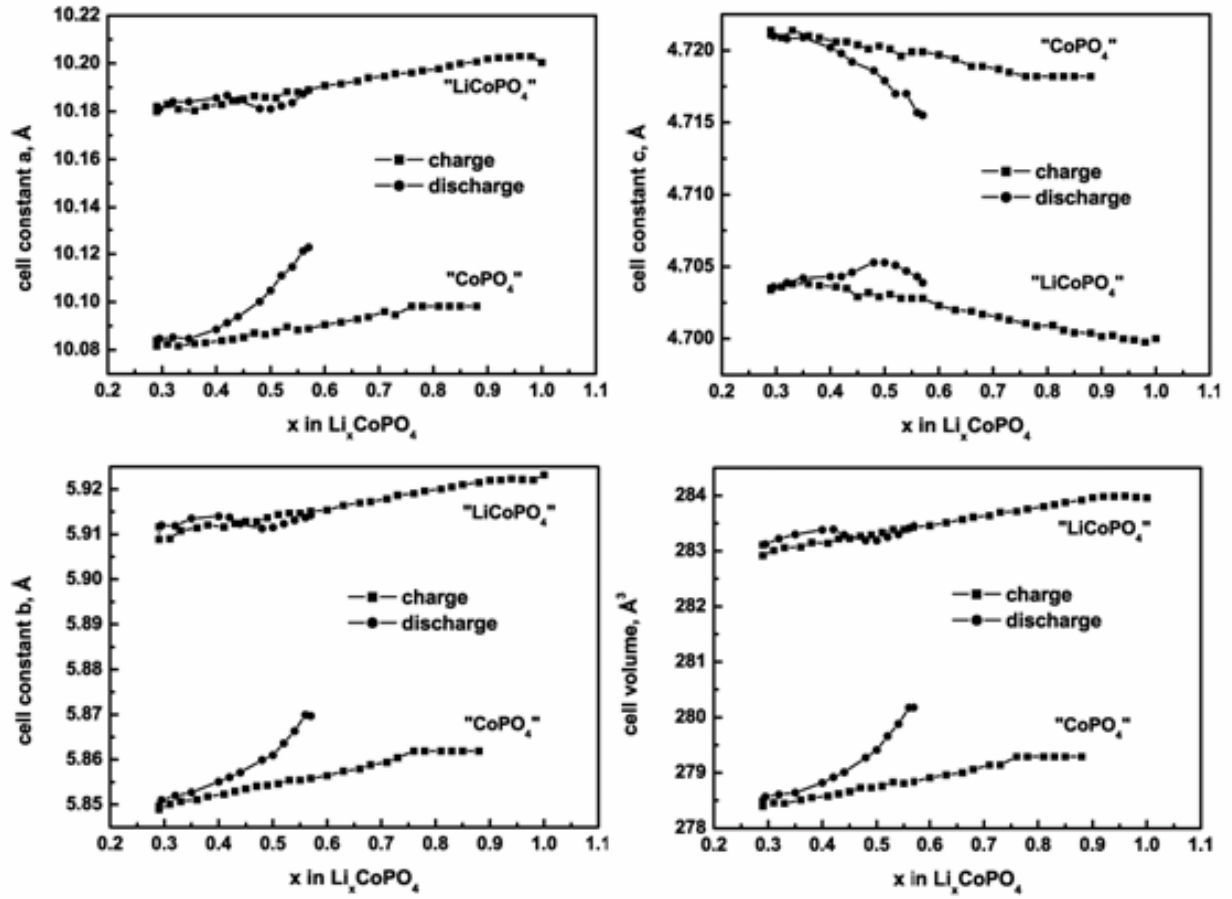 10.22
10.20
10.18
10.16
10.14
10.12
10.10
10.08
cell constant a, Å
"LiCoPO₄"
charge
discharge
"CoPO₄"
0.2 0.3 0.4 0.5 0.6 0.7 0.8 0.9 1.0 1.1
x in LiₓCoPO₄
4.720
4.715
4.710
4.705
4.700
cell constant c, Å
"CoPO₄"
charge
discharge
"LiCoPO₄"
0.2 0.3 0.4 0.5 0.6 0.7 0.8 0.9 1.0 1.1
x in LiₓCoPO₄
5.92
5.91
5.90
5.89
5.88
5.87
5.86
5.85
cell constant b, Å
"LiCoPO₄"
charge
discharge
"CoPO₄"
0.2 0.3 0.4 0.5 0.6 0.7 0.8 0.9 1.0 1.1
x in LiₓCoPO₄
284
283
282
281
280
279
278
cell volume, Å³
"LiCoPO₄"
charge
discharge
"CoPO₄"
0.2 0.3 0.4 0.5 0.6 0.7 0.8 0.9 1.0 1.1
x in LiₓCoPO₄